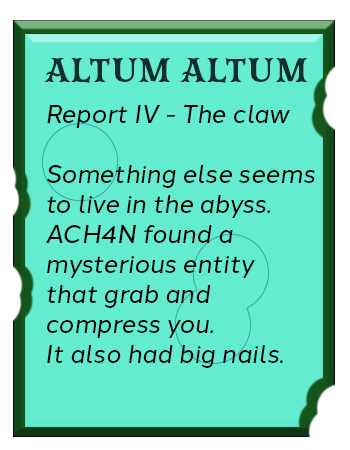 ALTUM ALTUM
Report IV - The claw
Something else seems
to live in the abyss.
ACH4N found a
mysterious entity
that grab and
compress you.
It also had big nails.